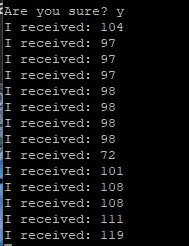 Are you sure? y
I received: 104
I received: 97
I received: 97
I received: 97
I received: 98
I received: 98
I received: 98
I received: 98
I received: 72
I received: 101
I received: 108
I received: 108
I received: 111
I received: 119